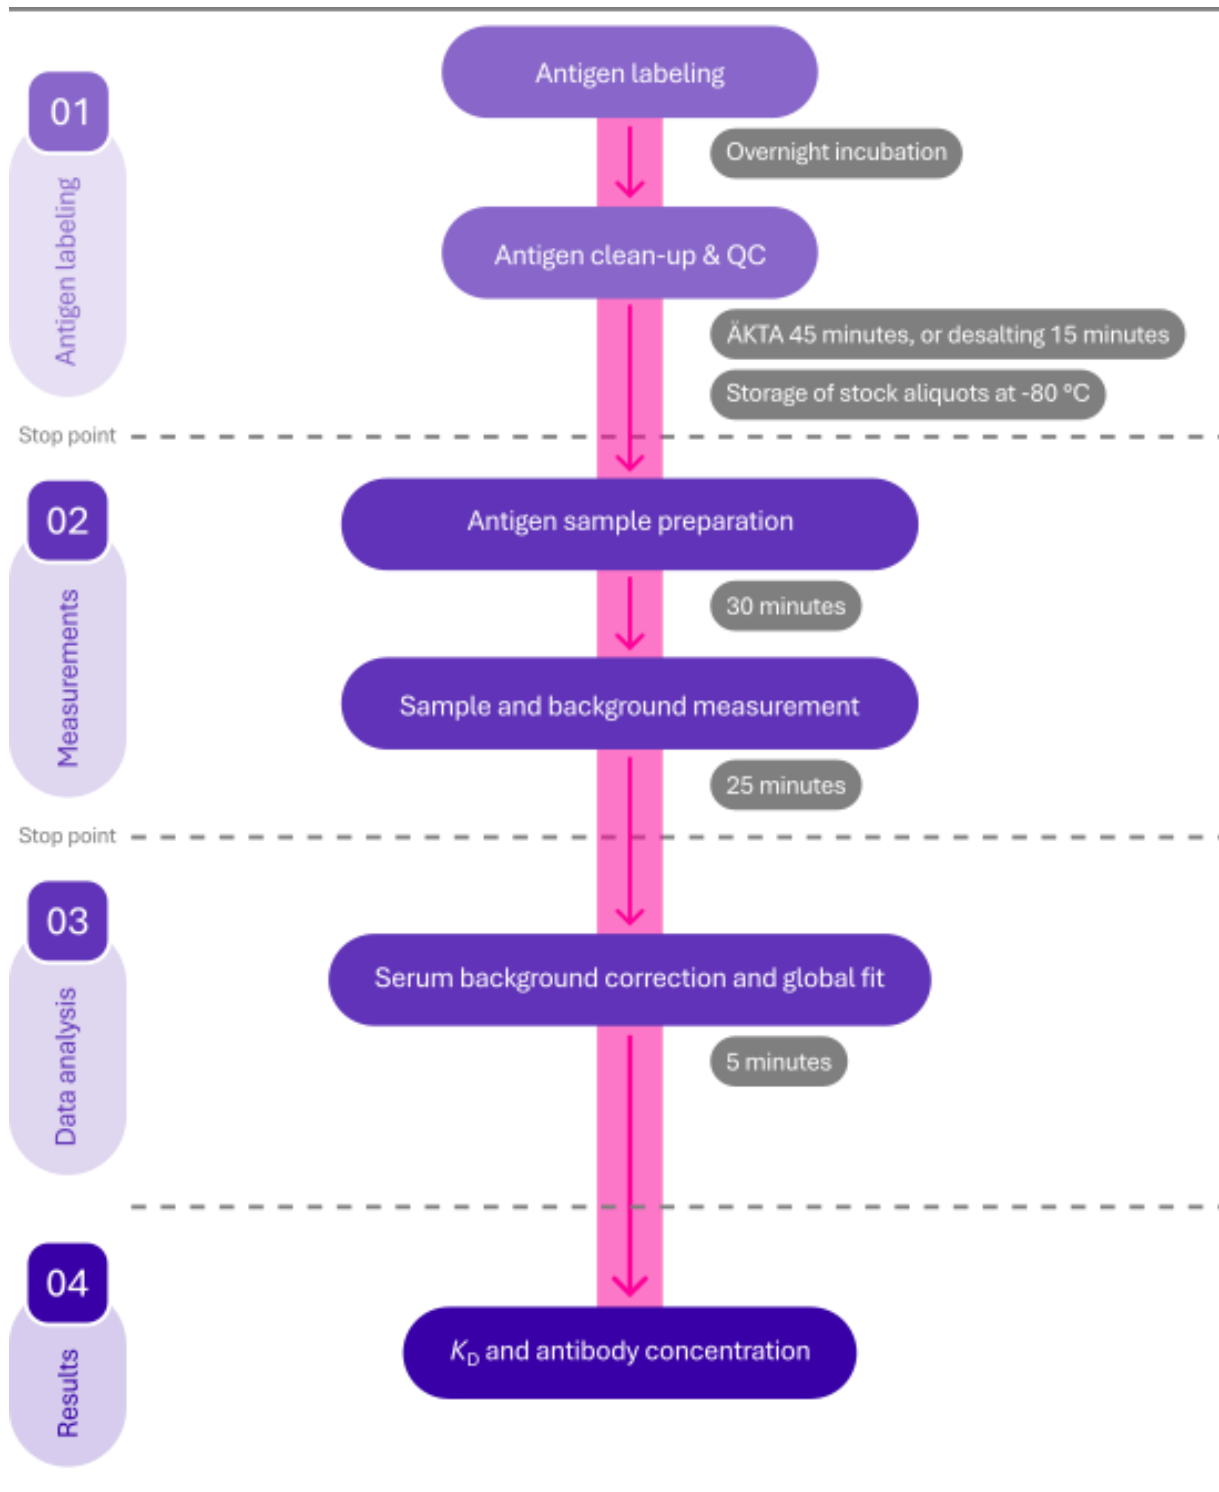 01
Antigen labeling
Antigen labeling
Overnight incubation
Antigen clean-up & QC
ÄKTA 45 minutes, or desalting 15 minutes
Storage of stock aliquots at -80 °C
Stop point
02
Measurements
Antigen sample preparation
30 minutes
Sample and background measurement
25 minutes
Stop point
03
Data analysis
Serum background correction and global fit
5 minutes
04
Results
KD and antibody concentration